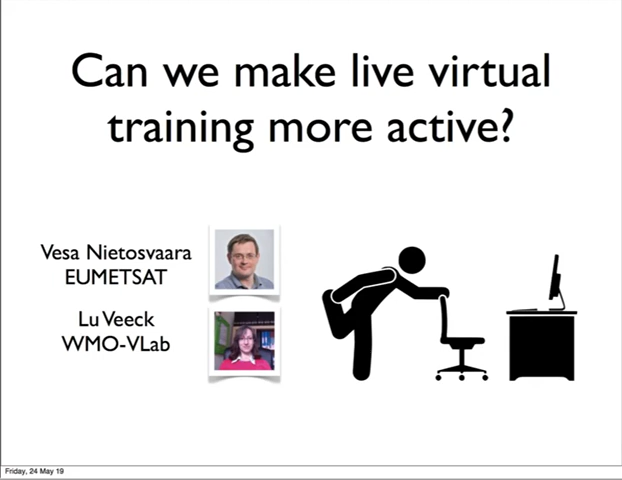 Can we make live virtual
training more active?
Vesa Nietosvaara
EUMETSAT
Lu Veeck
WMO-VLab
Friday, 24 May 19